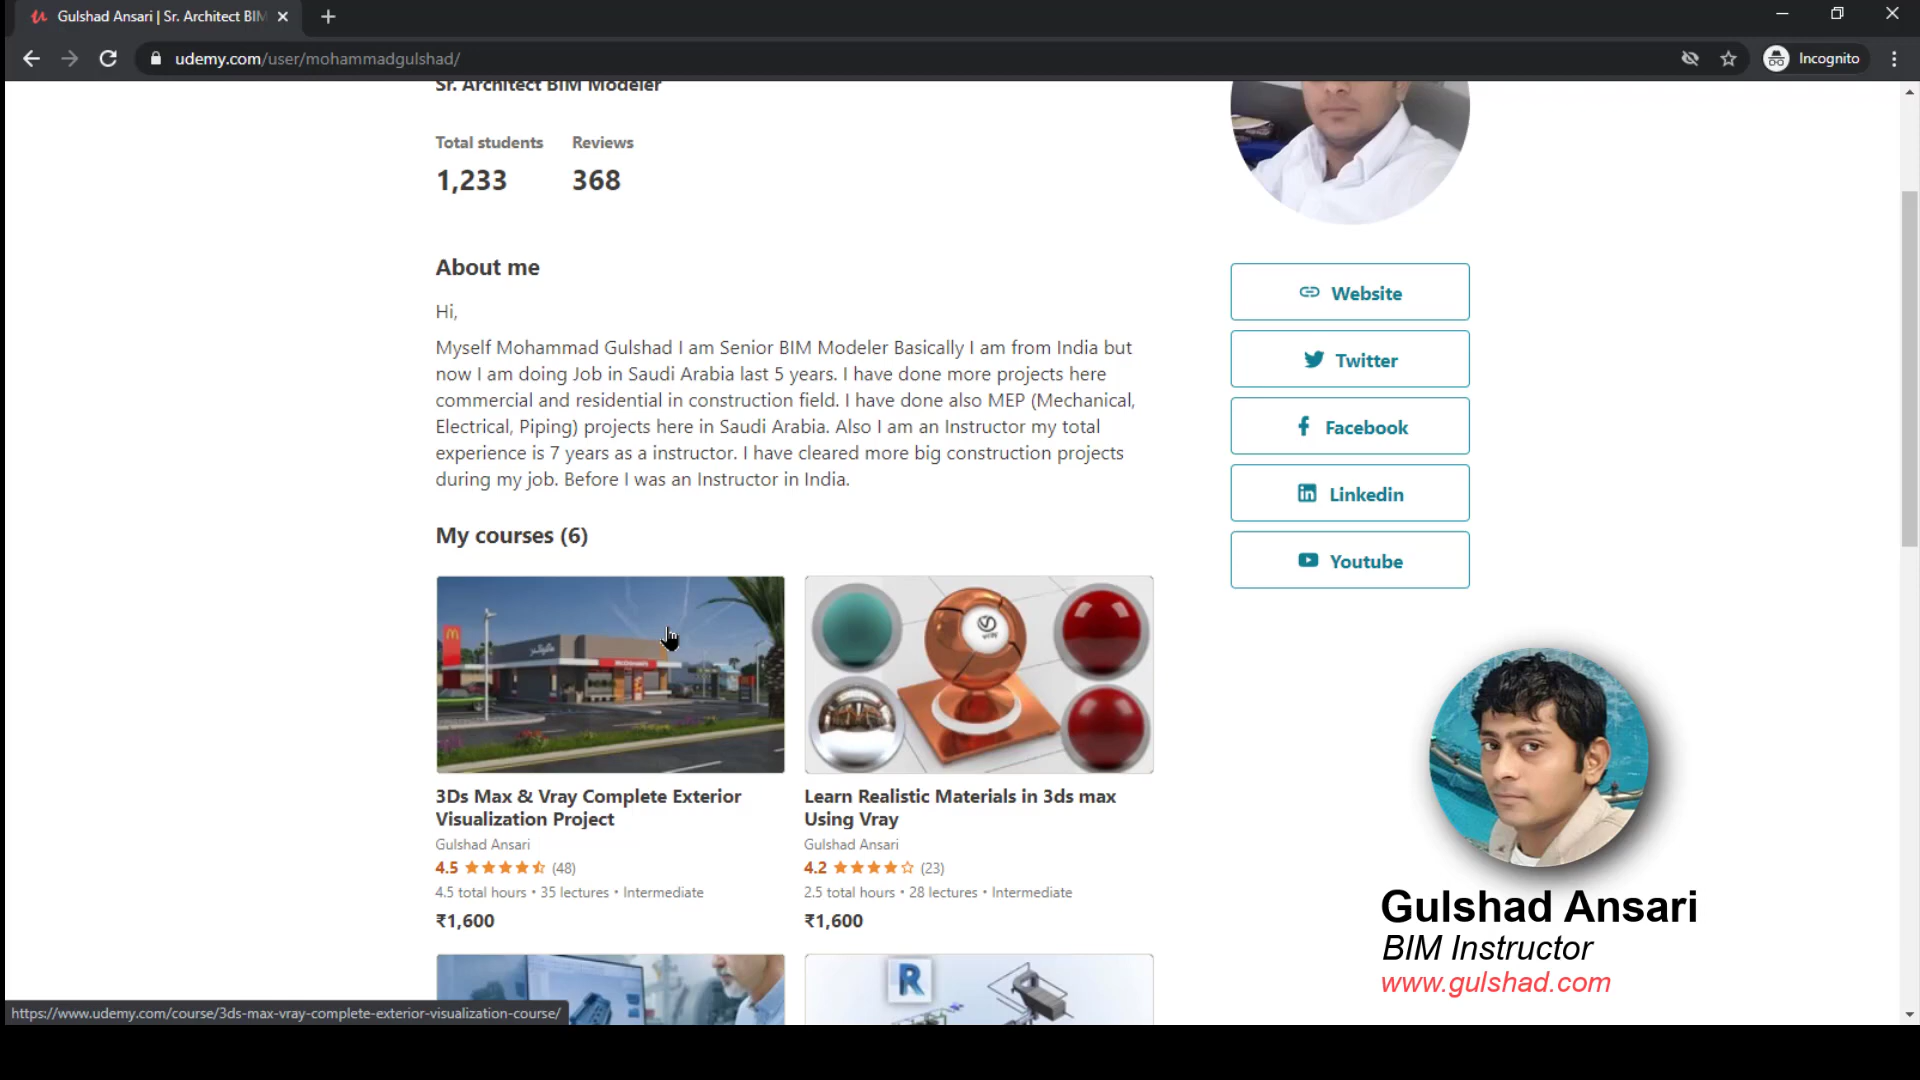 Gulshad Ansari | Sr. Architect BIM
udemy.com/user/mohammadgulshad/
Incognito
Sr. Architect BIM Modeler
Total students
Reviews
1,233
368
About me
Hi,
Myself Mohammad Gulshad I am Senior BIM Modeler Basically I am from India but
now I am doing Job in Saudi Arabia last 5 years. I have done more projects here
commercial and residential in construction field. I have done also MEP (Mechanical,
Electrical, Piping) projects here in Saudi Arabia. Also I am an Instructor my total
experience is 7 years as a instructor. I have cleared more big construction projects
during my job. Before I was an Instructor in India.
Website
Twitter
Facebook
Linkedin
Youtube
My courses (6)
McDonald's
vray
3Ds Max & Vray Complete Exterior
Visualization Project
Gulshad Ansari
4.5 (48)
4.5 total hours • 35 lectures • Intermediate
₹1,600
Learn Realistic Materials in 3ds max
Using Vray
Gulshad Ansari
4.2 (23)
2.5 total hours • 28 lectures • Intermediate
₹1,600
R
Gulshad Ansari
BIM Instructor
www.gulshad.com
https://www.udemy.com/course/3ds-max-vray-complete-exterior-visualization-course/